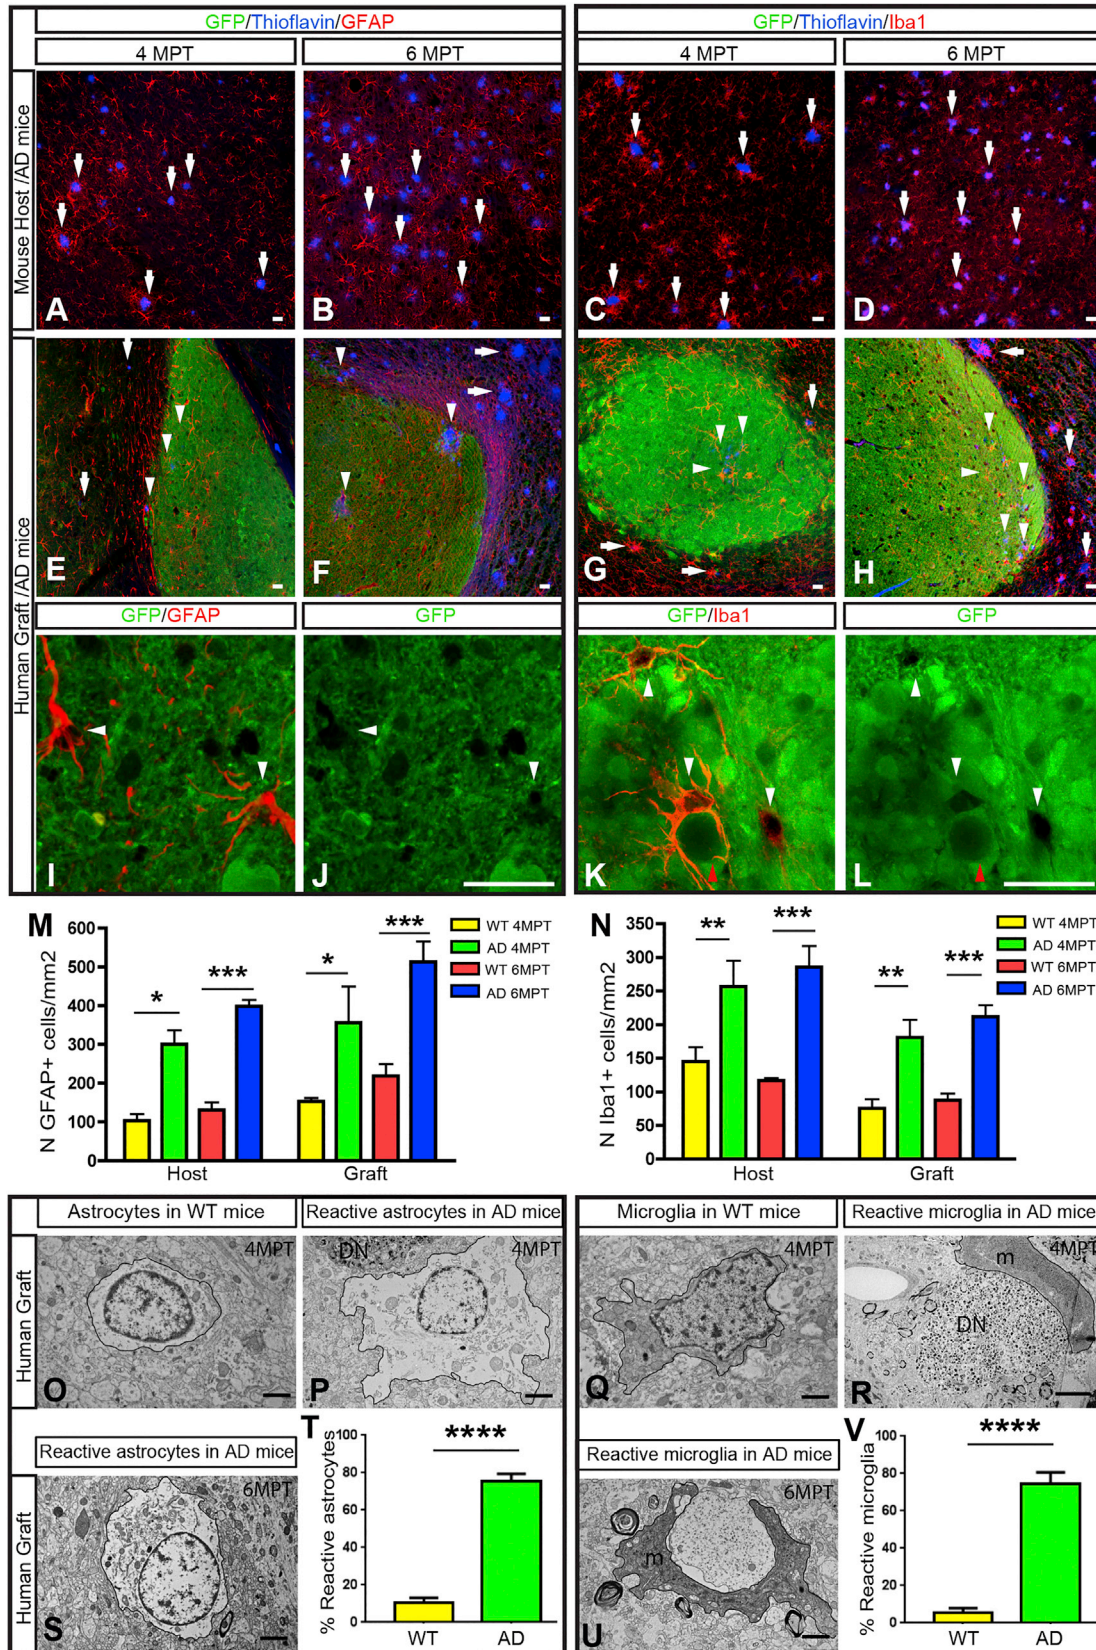 GFP/Thioflavin/GFAP
GFP/Thioflavin/Iba1
4 MPT
6 MPT
4 MPT
6 MPT
Mouse Host /AD mice
A
B
C
D
Human Graft /AD mice
E
F
G
H
GFP/GFAP
GFP
GFP/Iba1
GFP
I
J
K
L
M
N GFAP+ cells/mm2
600
500
400
300
200
100
0
*
***
*
***
Host
Graft
WT 4MPT
AD 4MPT
WT 6MPT
AD 6MPT
N
N Iba1+ cells/mm2
350
300
250
200
150
100
50
0
**
***
**
***
Host
Graft
WT 4MPT
AD 4MPT
WT 6MPT
AD 6MPT
Astrocytes in WT mice
Reactive astrocytes in AD mice
Microglia in WT mice
Reactive microglia in AD mice
Human Graft
4MPT
O
DN
4MPT
P
4MPT
Q
m
4MPT
DN
R
Reactive astrocytes in AD mice
Human Graft
6MPT
S
T
% Reactive astrocytes
80
60
40
20
0
****
WT
AD
Reactive microglia in AD mice
6MPT
m
U
V
% Reactive microglia
100
80
60
40
20
0
****
WT
AD